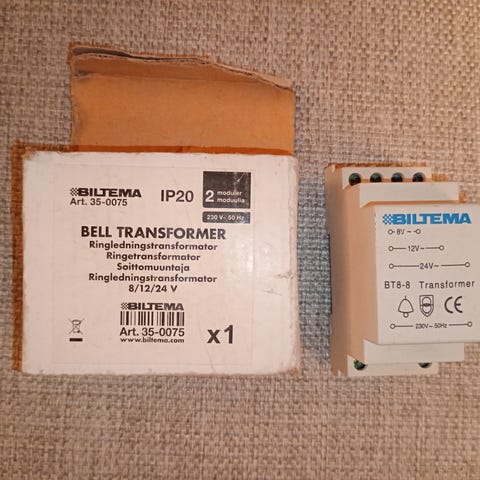 BILTEMA
Art. 35-0075
IP20
2 moduler
moduulia
230 V~ 50 Hz
BELL TRANSFORMER
Ringledningstransformator
Ringetransformator
Soittomuuntaja
Ringledningstransformator
8/12/24 V
BILTEMA
Art. 35-0075
www.biltema.com
x1
BILTEMA
8V~
12V~
24V~
BT8-8 Transformer
CE
230V~50Hz